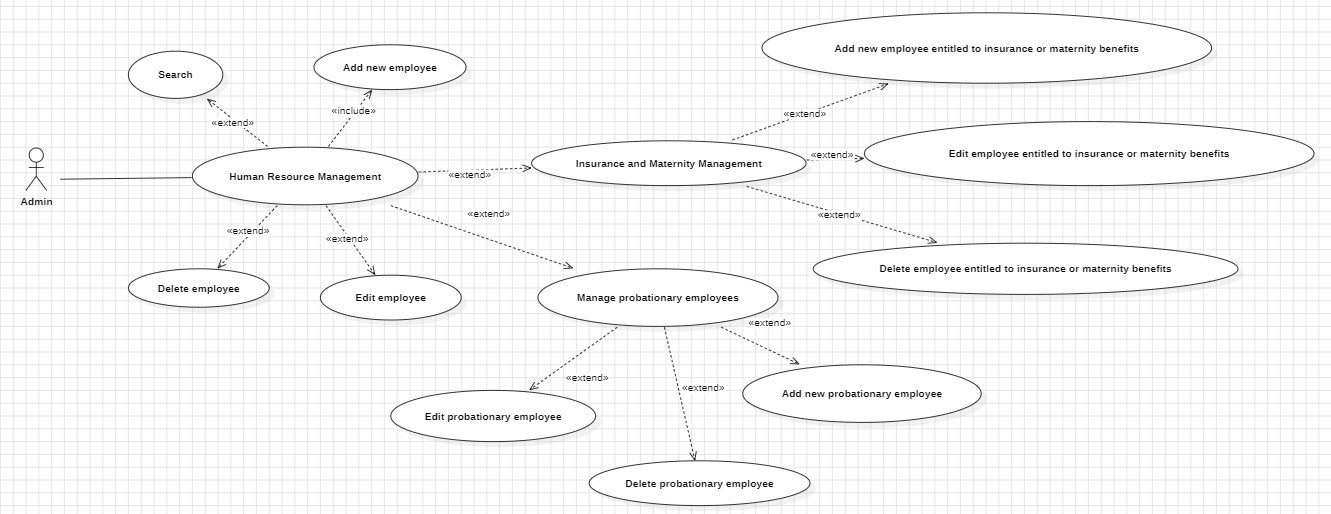 Add new employee entitled to insurance or maternity benefits
Search
Add new employee
«include»
«extend»
«extend»
Admin
Human Resource Management
«extend»
Insurance and Maternity Management
«extend»
Edit employee entitled to insurance or maternity benefits
«extend»
«extend»
«extend»
«extend»
Delete employee
Edit employee
Manage probationary employees
Delete employee entitled to insurance or maternity benefits
«extend»
«extend»
«extend»
Edit probationary employee
Add new probationary employee
Delete probationary employee